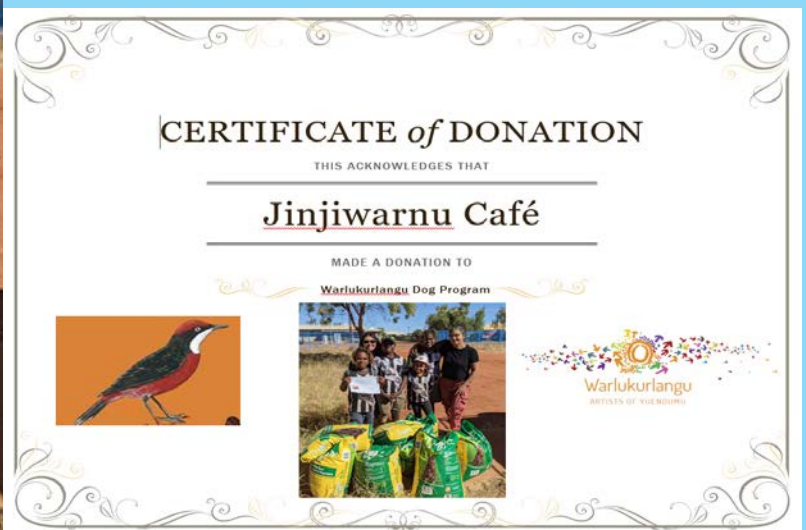 CERTIFICATE of DONATION
THIS ACKNOWLEDGES THAT
Jinjiwarnu Café
MADE A DONATION TO
Warlukurlangu Dog Program
Warlukurlangu
ARTISTS OF YUENDUMU